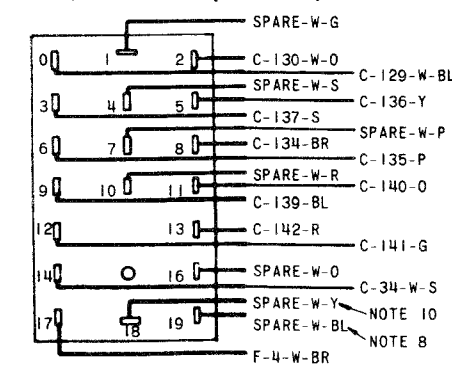 SPARE-W-G
0 1 2 C-130-W-O
C-129-W-BL
SPARE-W-S
3 4 5 C-136-Y
C-137-S
SPARE-W-P
6 7 8 C-134-BR
C-135-P
SPARE-W-R
9 10 11 C-140-O
C-139-BL
12 13 C-142-R
C-141-G
14 16 SPARE-W-O
C-34-W-S
SPARE-W-Y NOTE 10
17 18 19 SPARE-W-BL NOTE 8
F-4-W-BR